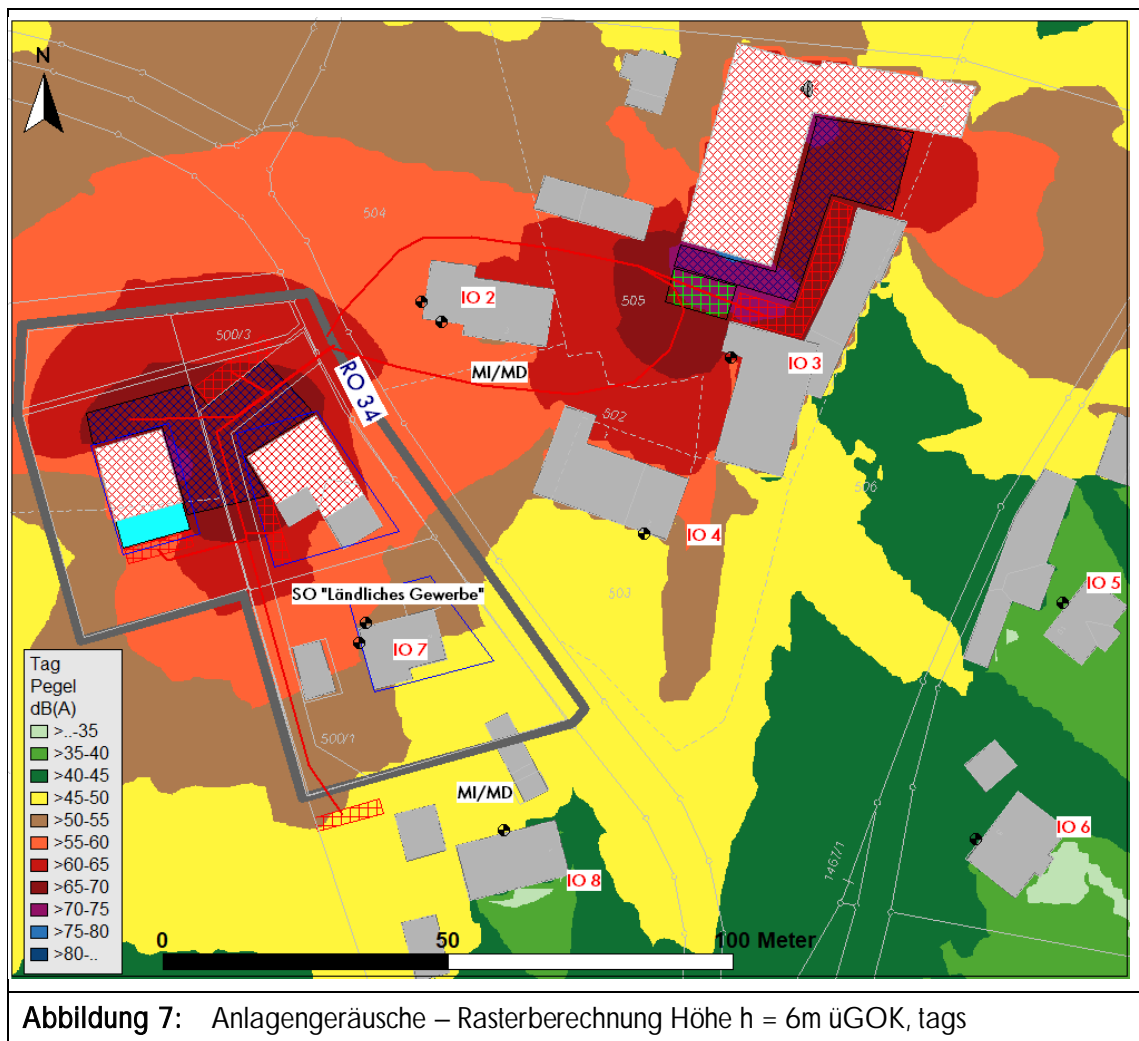 N
504
IO 2
505
500/3
MI/MD
IO 3
RO 34
502
506
IO 4
IO 5
SO "Ländliches Gewerbe"
503
IO 7
Tag
Pegel
dB(A)
>..-35
>35-40
>40-45
>45-50
>50-55
>55-60
>60-65
>65-70
>70-75
>75-80
>80-..
500/1
MI/MD
IO 6
IO 8
1467/1
0 50 100 Meter
Abbildung 7: Anlagengeräusche – Rasterberechnung Höhe h = 6m üGOK, tags